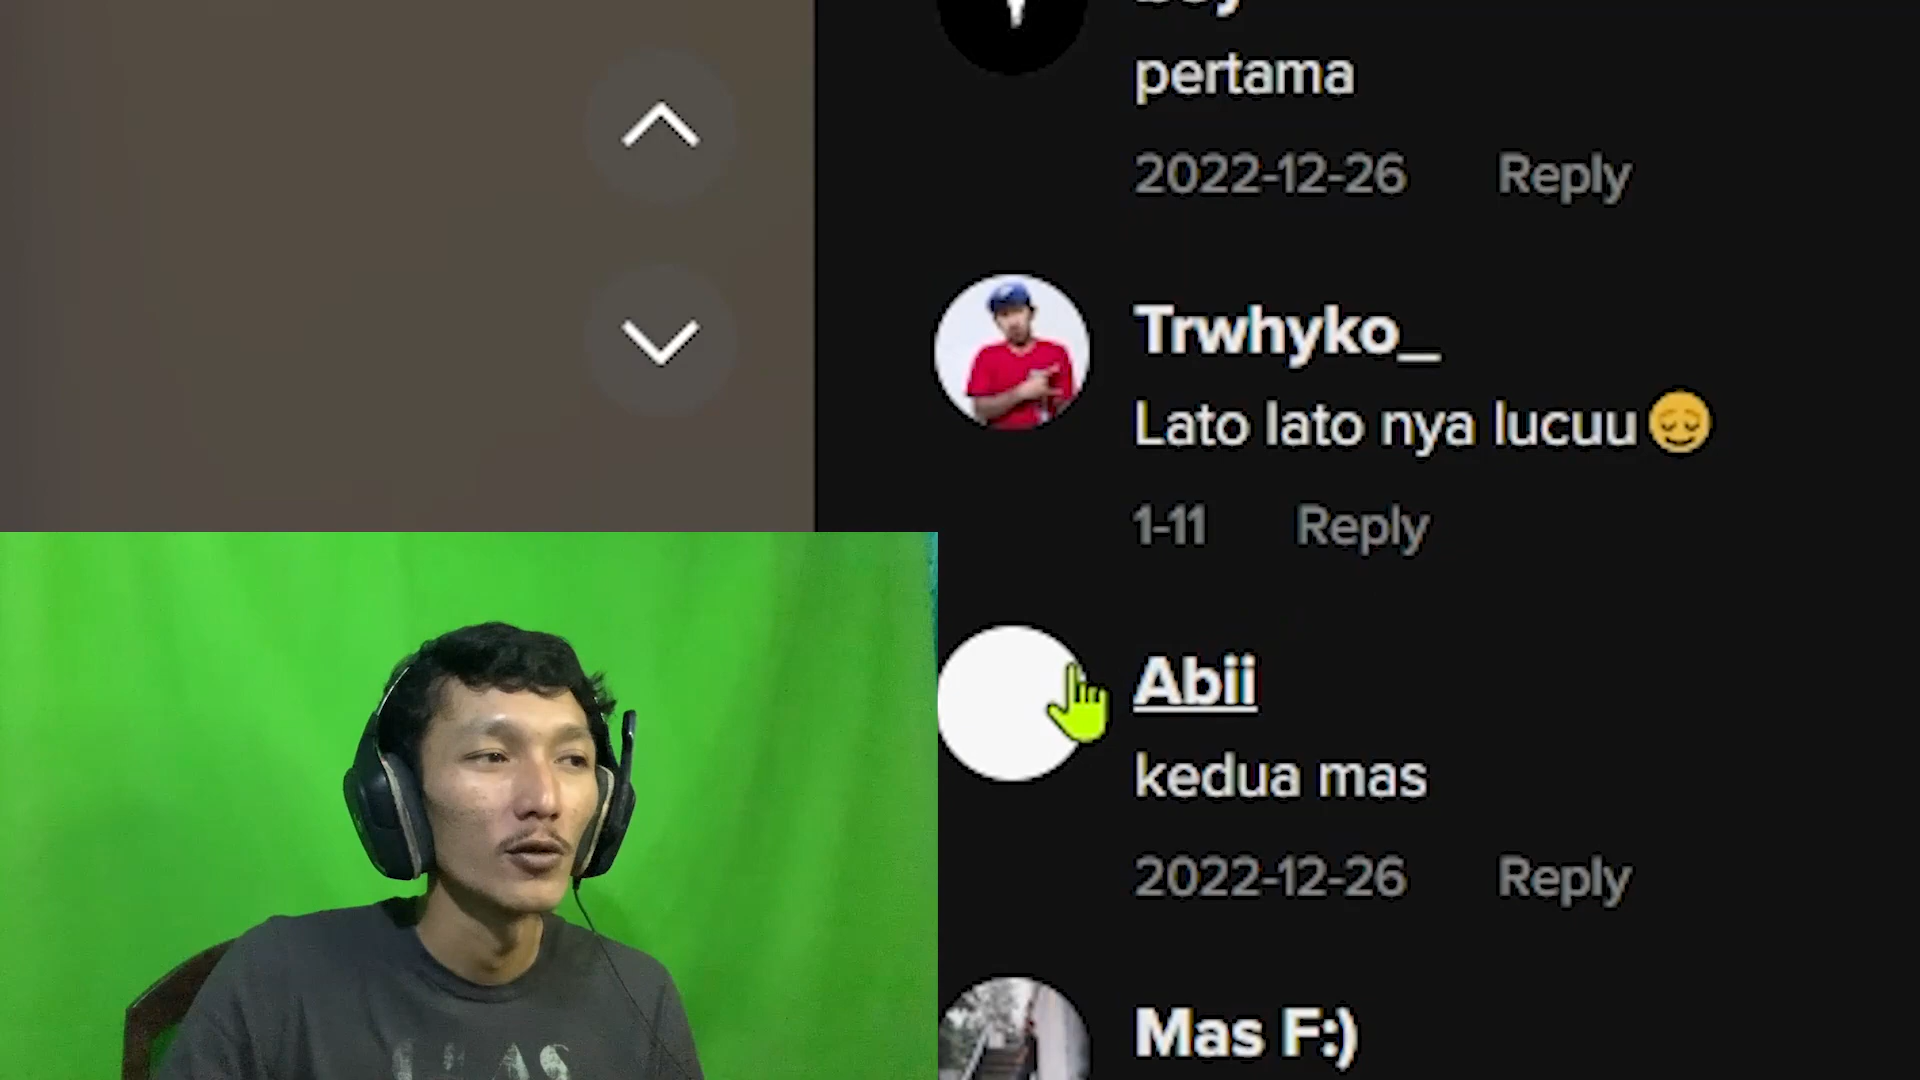 pertama
2022-12-26 Reply
Trwhyko_
Lato lato nya lucuu😌
1-11 Reply
Abii
kedua mas
2022-12-26 Reply
Mas F:)